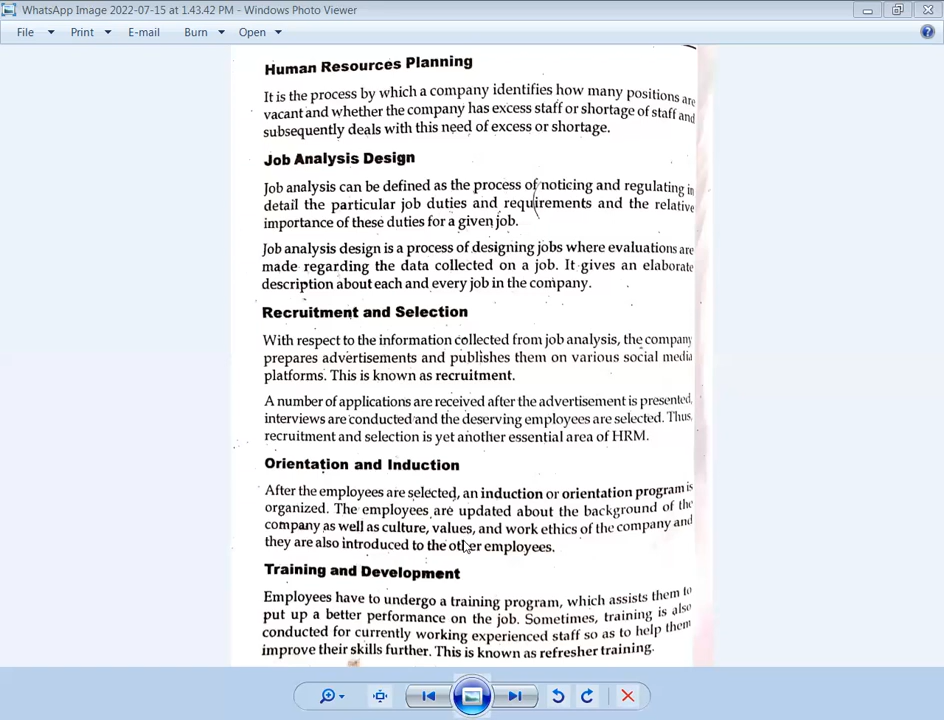 WhatsApp Image 2022-07-15 at 1.43.42 PM - Windows Photo Viewer
File Print E-mail Burn Open
Human Resources Planning
It is the process by which a company identifies how many positions are
vacant and whether the company has excess staff or shortage of staff and
subsequently deals with this need of excess or shortage.
Job Analysis Design
Job analysis can be defined as the process of noticing and regulating in
detail the particular job duties and requirements and the relative
importance of these duties for a given job.
Job analysis design is a process of designing jobs where evaluations are
made regarding the data collected on a job. It gives an elaborate
description about each and every job in the company.
Recruitment and Selection
With respect to the information collected from job analysis, the company
prepares advertisements and publishes them on various social media
platforms. This is known as recruitment.
A number of applications are received after the advertisement is presented,
interviews are conducted and the deserving employees are selected. Thus,
recruitment and selection is yet another essential area of HRM.
Orientation and Induction
After the employees are selected, an induction or orientation program is
organized. The employees are updated about the background of the
company as well as culture, values, and work ethics of the company and
they are also introduced to the other employees.
Training and Development
Employees have to undergo a training program, which assists them to
put up a better performance on the job. Sometimes, training is also
conducted for currently working experienced staff so as to help them
improve their skills further. This is known as refresher training.